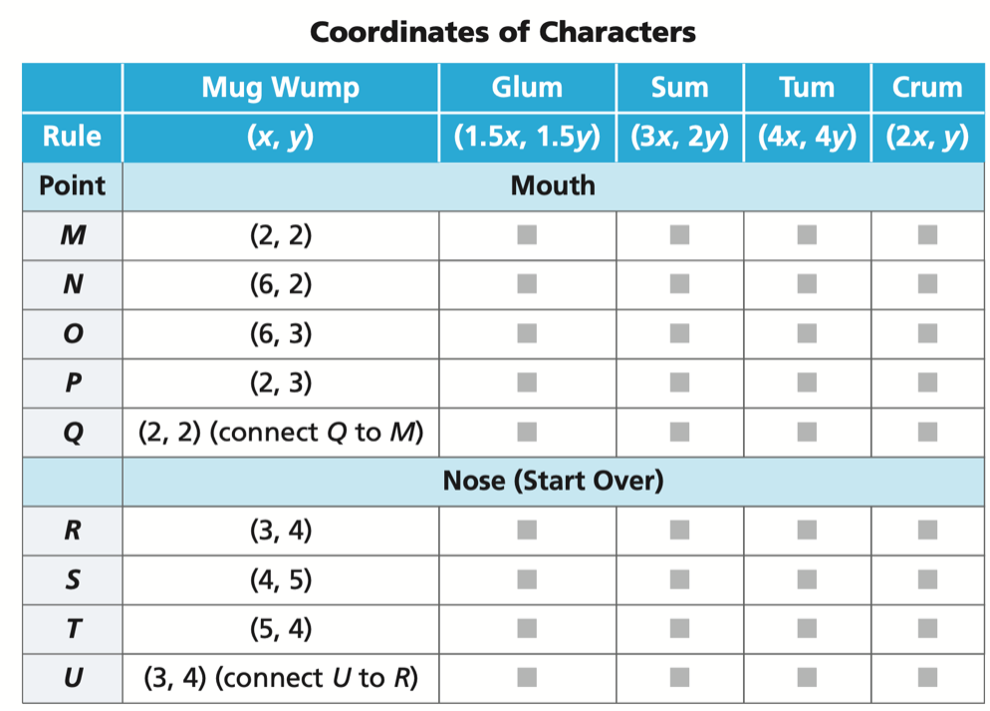 Coordinates of Characters
Mug Wump Glum Sum Tum Crum
Rule (x, y) (1.5x, 1.5y) (3x, 2y) (4x, 4y) (2x, y)
Point Mouth
M (2, 2)
N (6, 2)
O (6, 3)
P (2, 3)
Q (2, 2) (connect Q to M)
Nose (Start Over)
R (3, 4)
S (4, 5)
T (5, 4)
U (3, 4) (connect U to R)